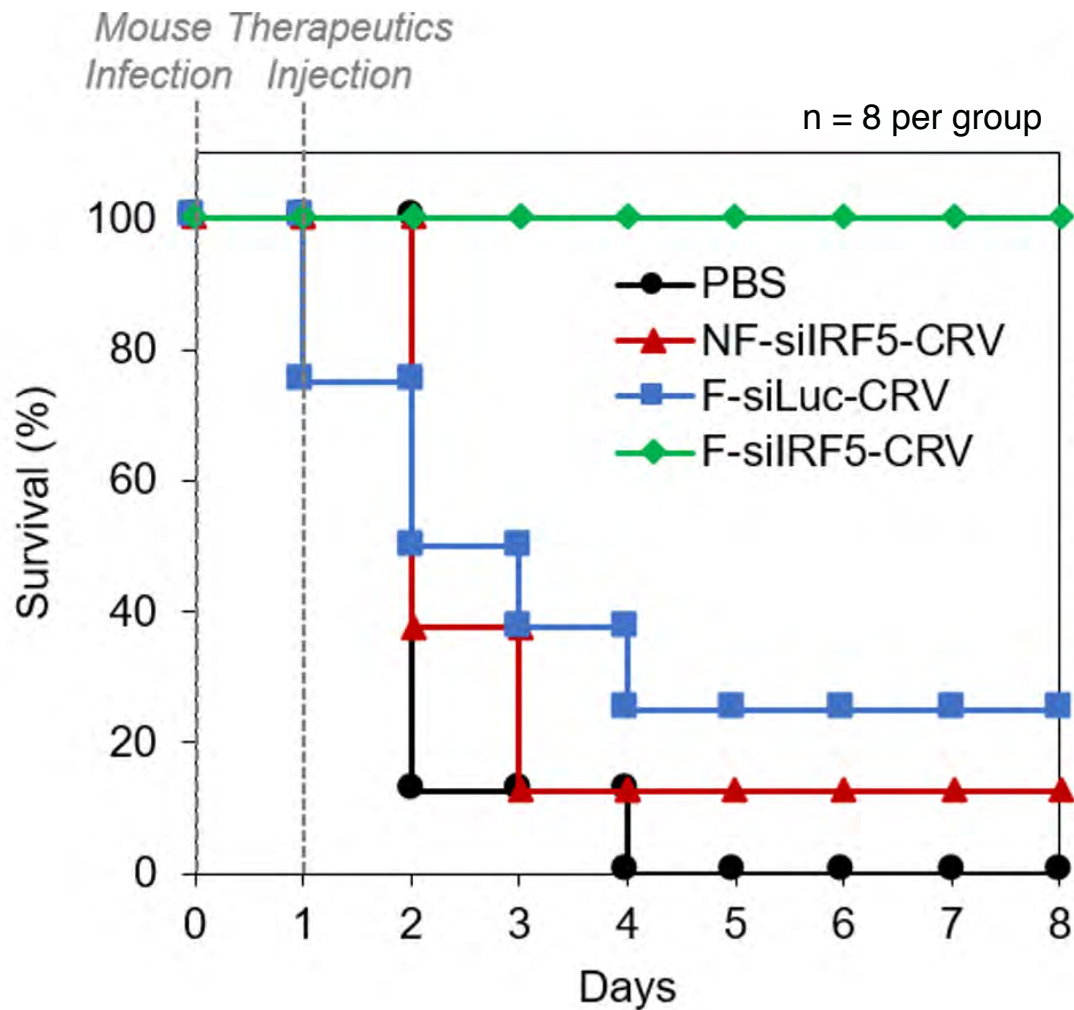 Mouse Therapeutics
Infection Injection
n = 8 per group
100
80
60
40
20
0
Survival (%)
PBS
NF-siIRF5-CRV
F-siLuc-CRV
F-siIRF5-CRV
0 1 2 3 4 5 6 7 8
Days